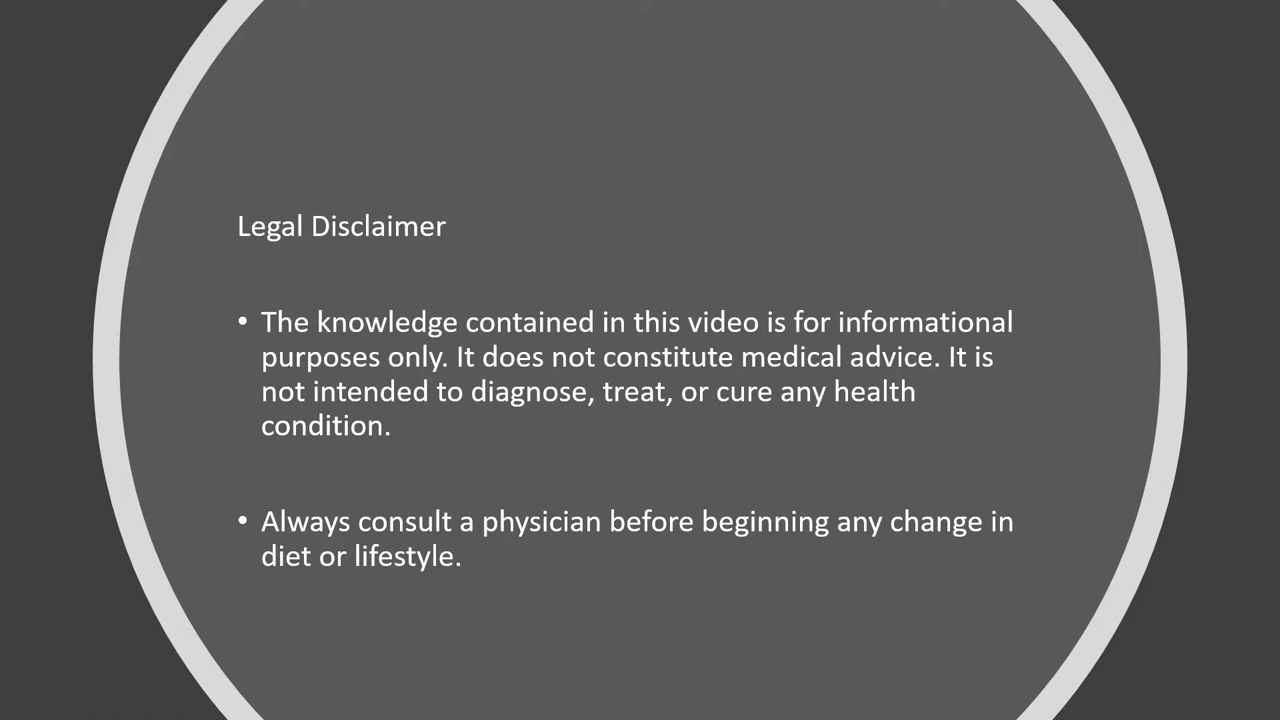 Legal Disclaimer
• The knowledge contained in this video is for informational
purposes only. It does not constitute medical advice. It is
not intended to diagnose, treat, or cure any health
condition.
• Always consult a physician before beginning any change in
diet or lifestyle.